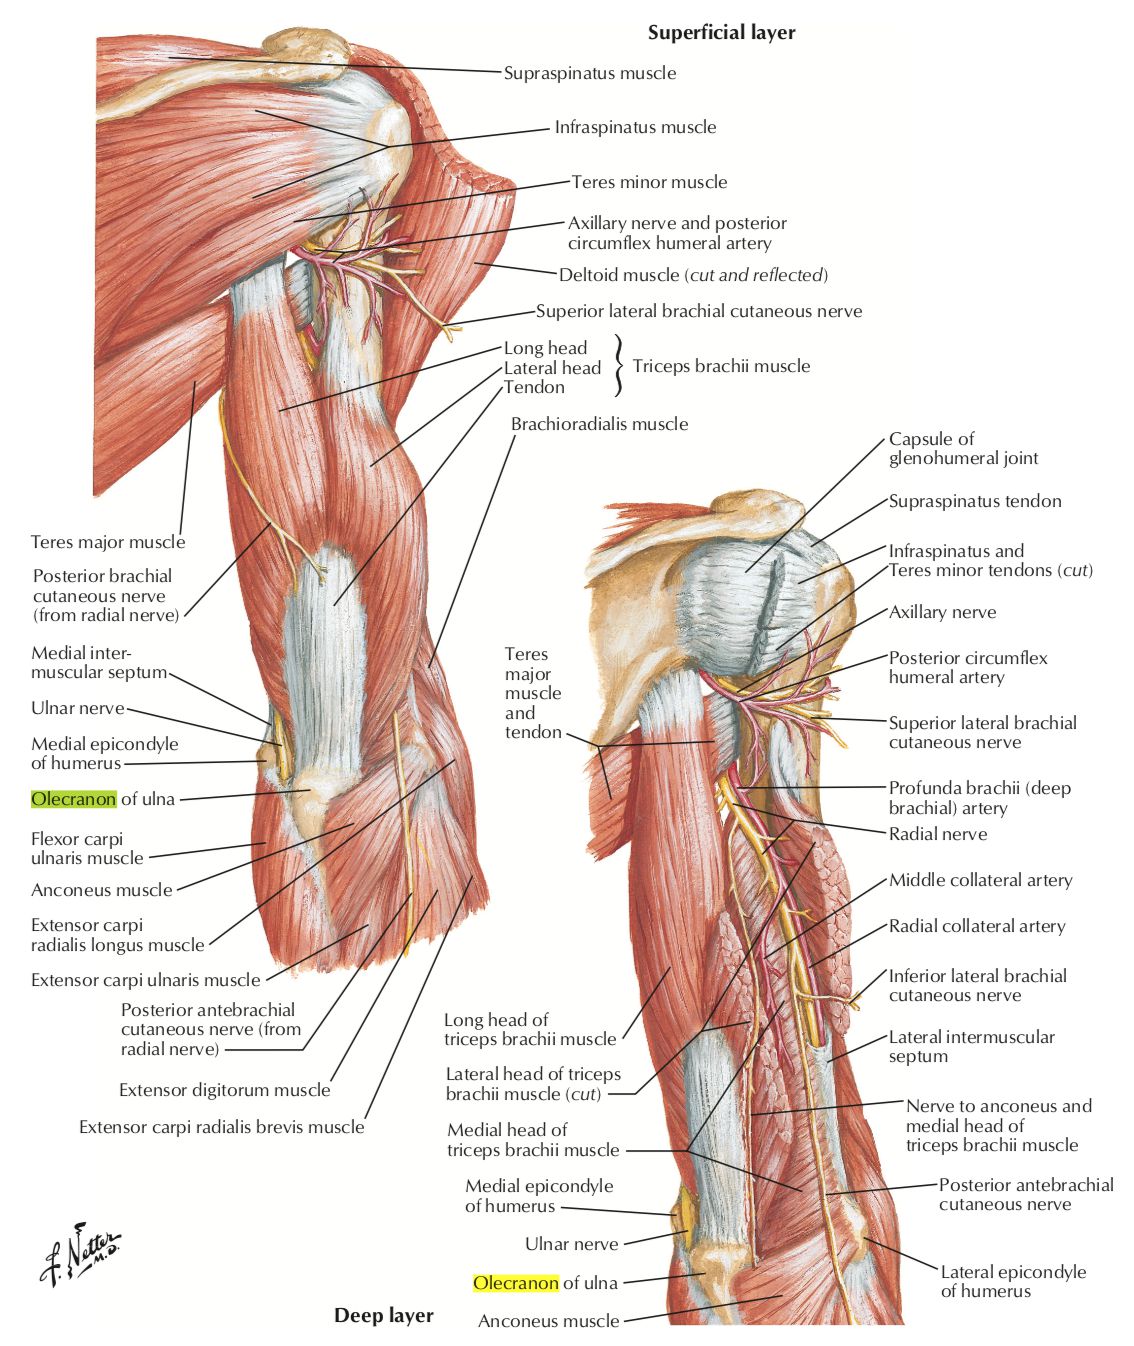 Superficial layer
Supraspinatus muscle
Infraspinatus muscle
Teres minor muscle
Axillary nerve and posterior
circumflex humeral artery
Deltoid muscle (cut and reflected)
Superior lateral brachial cutaneous nerve
Long head
Lateral head
Tendon
Triceps brachii muscle
Brachioradialis muscle
Teres major muscle
Posterior brachial
cutaneous nerve
(from radial nerve)
Medial inter-
muscular septum
Ulnar nerve
Medial epicondyle
of humerus
Olecranon of ulna
Flexor carpi
ulnaris muscle
Anconeus muscle
Extensor carpi
radialis longus muscle
Extensor carpi ulnaris muscle
Posterior antebrachial
cutaneous nerve (from
radial nerve)
Extensor digitorum muscle
Extensor carpi radialis brevis muscle
Capsule of
glenohumeral joint
Supraspinatus tendon
Infraspinatus and
Teres minor tendons (cut)
Axillary nerve
Posterior circumflex
humeral artery
Superior lateral brachial
cutaneous nerve
Profunda brachii (deep
brachial) artery
Radial nerve
Middle collateral artery
Radial collateral artery
Inferior lateral brachial
cutaneous nerve
Lateral intermuscular
septum
Nerve to anconeus and
medial head of
triceps brachii muscle
Posterior antebrachial
cutaneous nerve
Lateral epicondyle
of humerus
Teres
major
muscle
and
tendon
Long head of
triceps brachii muscle
Lateral head of triceps
brachii muscle (cut)
Medial head of
triceps brachii muscle
Medial epicondyle
of humerus
Ulnar nerve
Olecranon of ulna
Anconeus muscle
Deep layer
F. Netter
M.D.